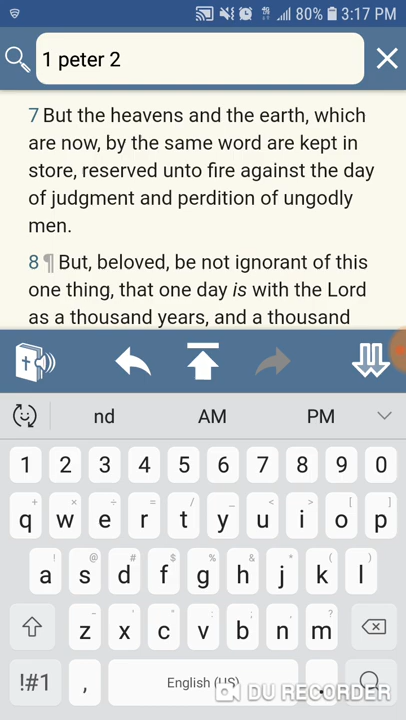 80% 3:17 PM
1 peter 2
7 But the heavens and the earth, which
are now, by the same word are kept in
store, reserved unto fire against the day
of judgment and perdition of ungodly
men.
8 ¶ But, beloved, be not ignorant of this
one thing, that one day is with the Lord
as a thousand years, and a thousand
nd AM PM
1 2 3 4 5 6 7 8 9 0
+ × ÷ = / _ < > [ ]
q w e r t y u i o p
! @ # $ % ^ & * ( )
a s d f g h j k l
- ' " : ; , ?
z x c v b n m
!#1 , English (US) .
DU RECORDER